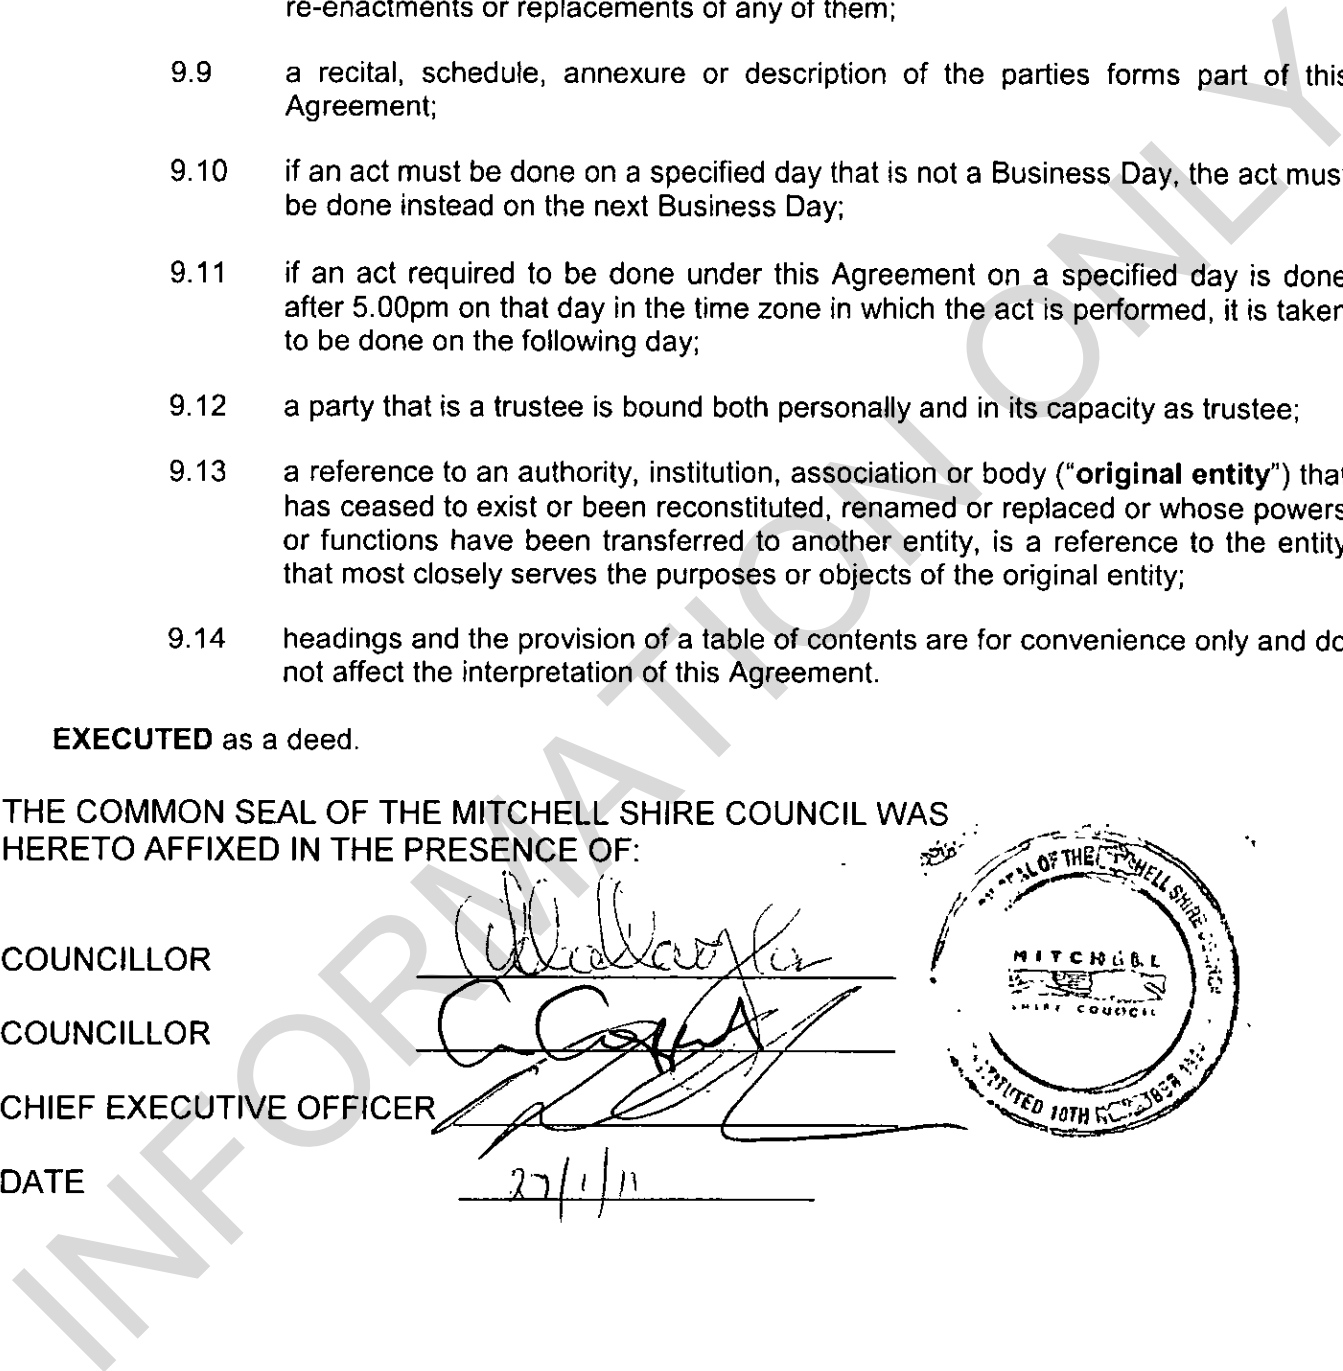 re-enactments or replacements of any of them;
9.9 a recital, schedule, annexure or description of the parties forms part of this
Agreement;
9.10 if an act must be done on a specified day that is not a Business Day, the act mus
be done instead on the next Business Day;
9.11 if an act required to be done under this Agreement on a specified day is done
after 5.00pm on that day in the time zone in which the act is performed, it is taken
to be done on the following day;
9.12 a party that is a trustee is bound both personally and in its capacity as trustee;
9.13 a reference to an authority, institution, association or body ("original entity") that
has ceased to exist or been reconstituted, renamed or replaced or whose powers
or functions have been transferred to another entity, is a reference to the entity
that most closely serves the purposes or objects of the original entity;
9.14 headings and the provision of a table of contents are for convenience only and do
not affect the interpretation of this Agreement.
EXECUTED as a deed.
THE COMMON SEAL OF THE MITCHELL SHIRE COUNCIL WAS
HERETO AFFIXED IN THE PRESENCE OF:
COUNCILLOR
COUNCILLOR
CHIEF EXECUTIVE OFFICER
DATE 27/1/11
SEAL OF THE MITCHELL SHIRE
MITCHELL
SHIRE COUNCIL
10TH
INFORMATION ONLY